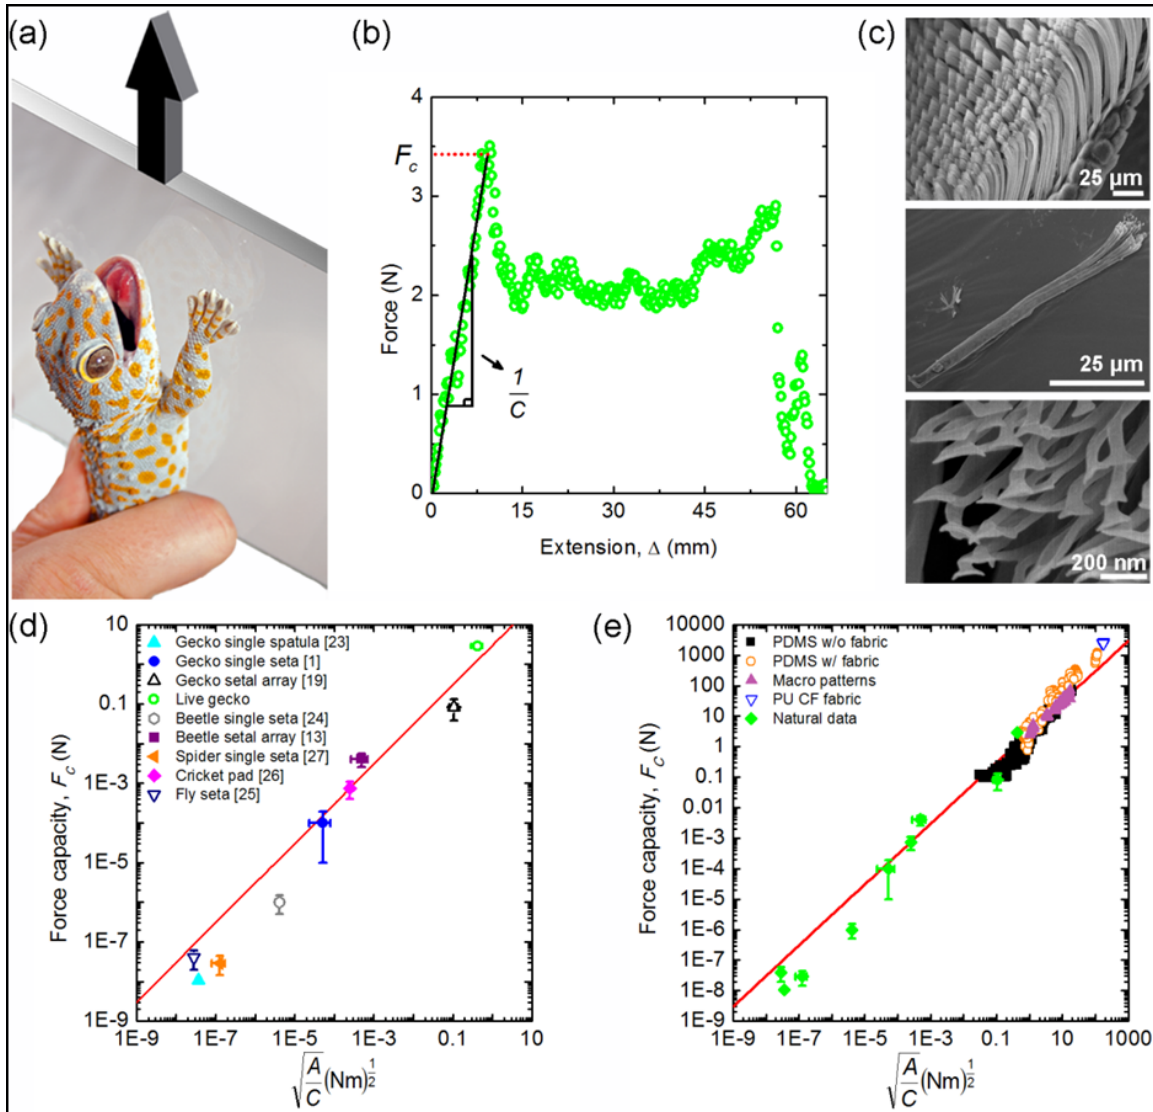 (a)
(b)
4
3
2
1
0
F_c
Force (N)
1
C
0
15
30
45
60
Extension, Δ (mm)
(c)
25 μm
25 μm
200 nm
(d)
10
0.1
1E-3
1E-5
1E-7
1E-9
Force capacity, F_C (N)
Gecko single spatula [23]
Gecko single seta [1]
Gecko setal array [19]
Live gecko
Beetle single seta [24]
Beetle setal array [13]
Spider single seta [27]
Cricket pad [26]
Fly seta [25]
1E-9
1E-7
1E-5
1E-3
0.1
10
√(A/C) (Nm)^(1/2)
(e)
10000
1000
100
10
1
0.1
0.01
1E-3
1E-4
1E-5
1E-6
1E-7
1E-8
1E-9
Force capacity, F_C (N)
PDMS w/o fabric
PDMS w/ fabric
Macro patterns
PU CF fabric
Natural data
1E-9
1E-7
1E-5
1E-3
0.1
10
1000
√(A/C) (Nm)^(1/2)